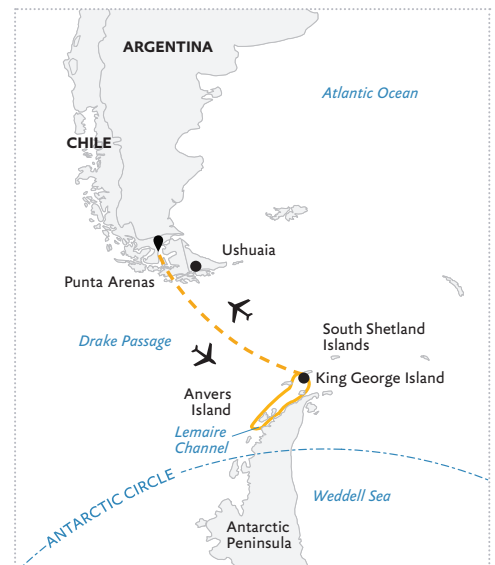 ARGENTINA
Atlantic Ocean
CHILE
Ushuaia
Punta Arenas
Drake Passage
South Shetland
Islands
King George Island
Anvers
Island
Lemaire
Channel
ANTARCTIC CIRCLE
Weddell Sea
Antarctic
Peninsula